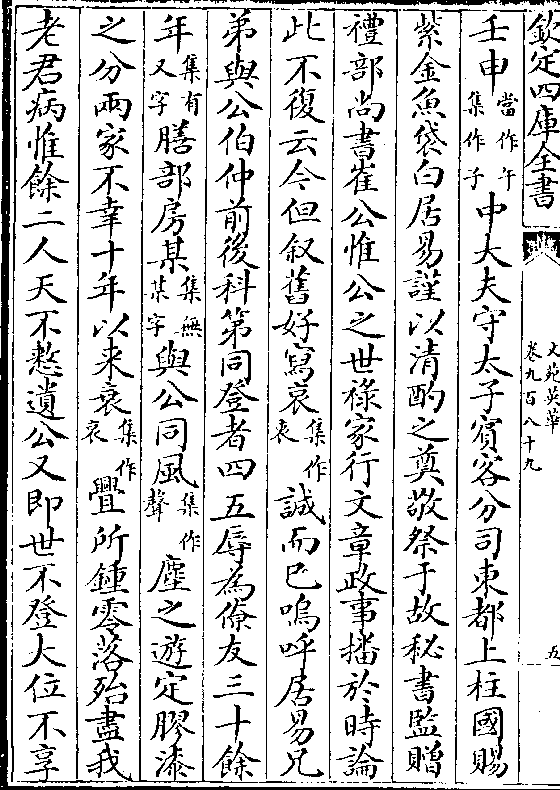 欽定四庫全書
文苑英華
卷九百八十九
五
壬申當作午集作子中大夫守太子賓客分司東都上柱國賜
紫金魚袋白居易謹以清酌之奠敬祭于故秘書監贈
禮部尚書崔公惟公之世祿家行文章政事播於時論
此不復云今但叙舊好寫哀集作衷誠而已嗚呼居易兄
弟與公伯仲前後科第同登者四五辱為僚友三十餘
年集有又字膳部房某集無某字與公同風集作聲塵之遊定膠漆
之分兩家不幸十年以來哀集作衰舋所鍾零落殆盡我
老君病惟餘二人天不憗遺公又即世不登大位不享